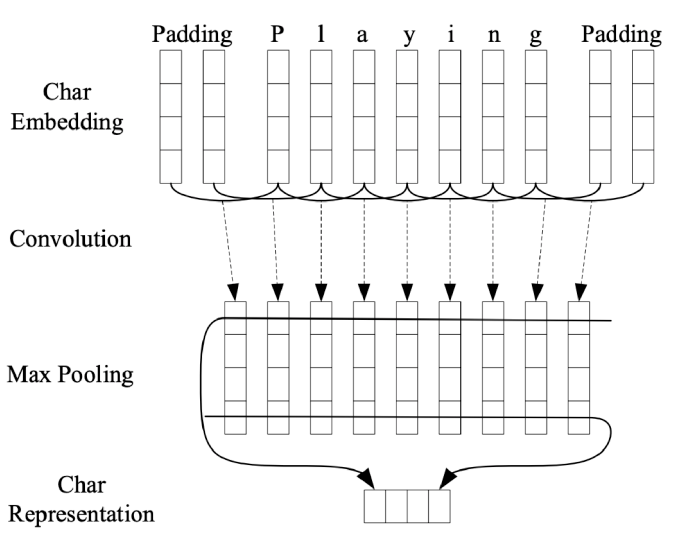 Padding P l a y i n g Padding
Char
Embedding
Convolution
Max Pooling
Char
Representation